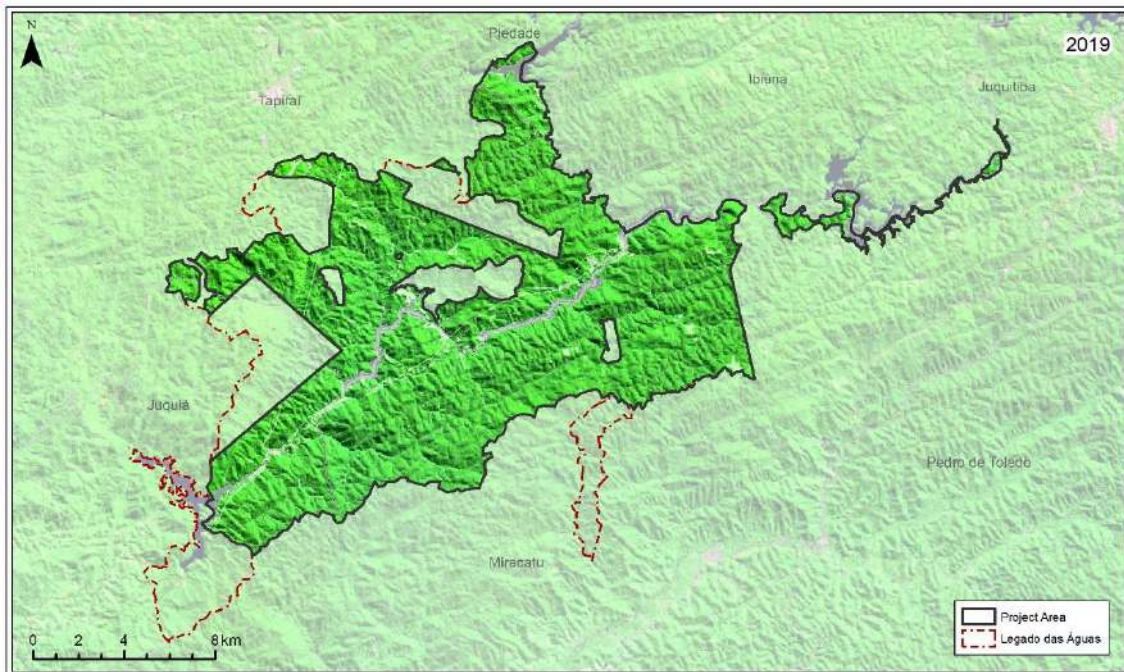 N
Piedade
2019
Ibiúna
Juquitiba
Tapiraí
Juquiá
Pedro de Toledo
Miracatu
Project Area
Legado das Águas
0 2 4 8 km